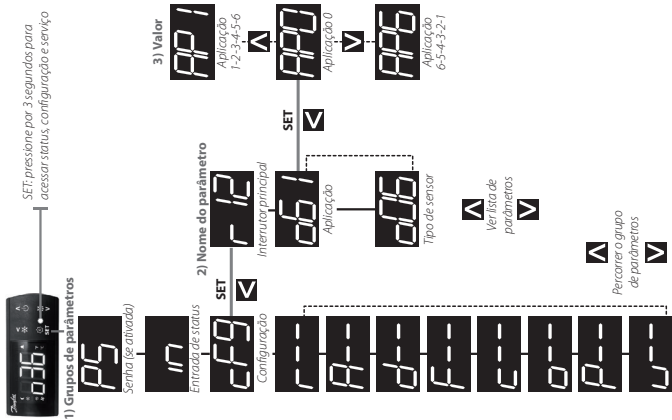 Danfoss
SET
SET: pressione por 3 segundos para
acessar status, configuração e serviço
1) Grupos de parâmetros
PS
Senha (se ativada)
in
Entrada de status
cFg
Configuração
r--
A--
d--
F--
c--
o--
P--
u--
Percorrer o grupo
de parâmetros
SET
2) Nome do parâmetro
r12
Interrutor principal
o61
Aplicação
o06
Tipo de sensor
Ver lista de
parâmetros
SET
3) Valor
AP1
Aplicação
1-2-3-4-5-6
AP0
Aplicação 0
AP6
Aplicação
6-5-4-3-2-1